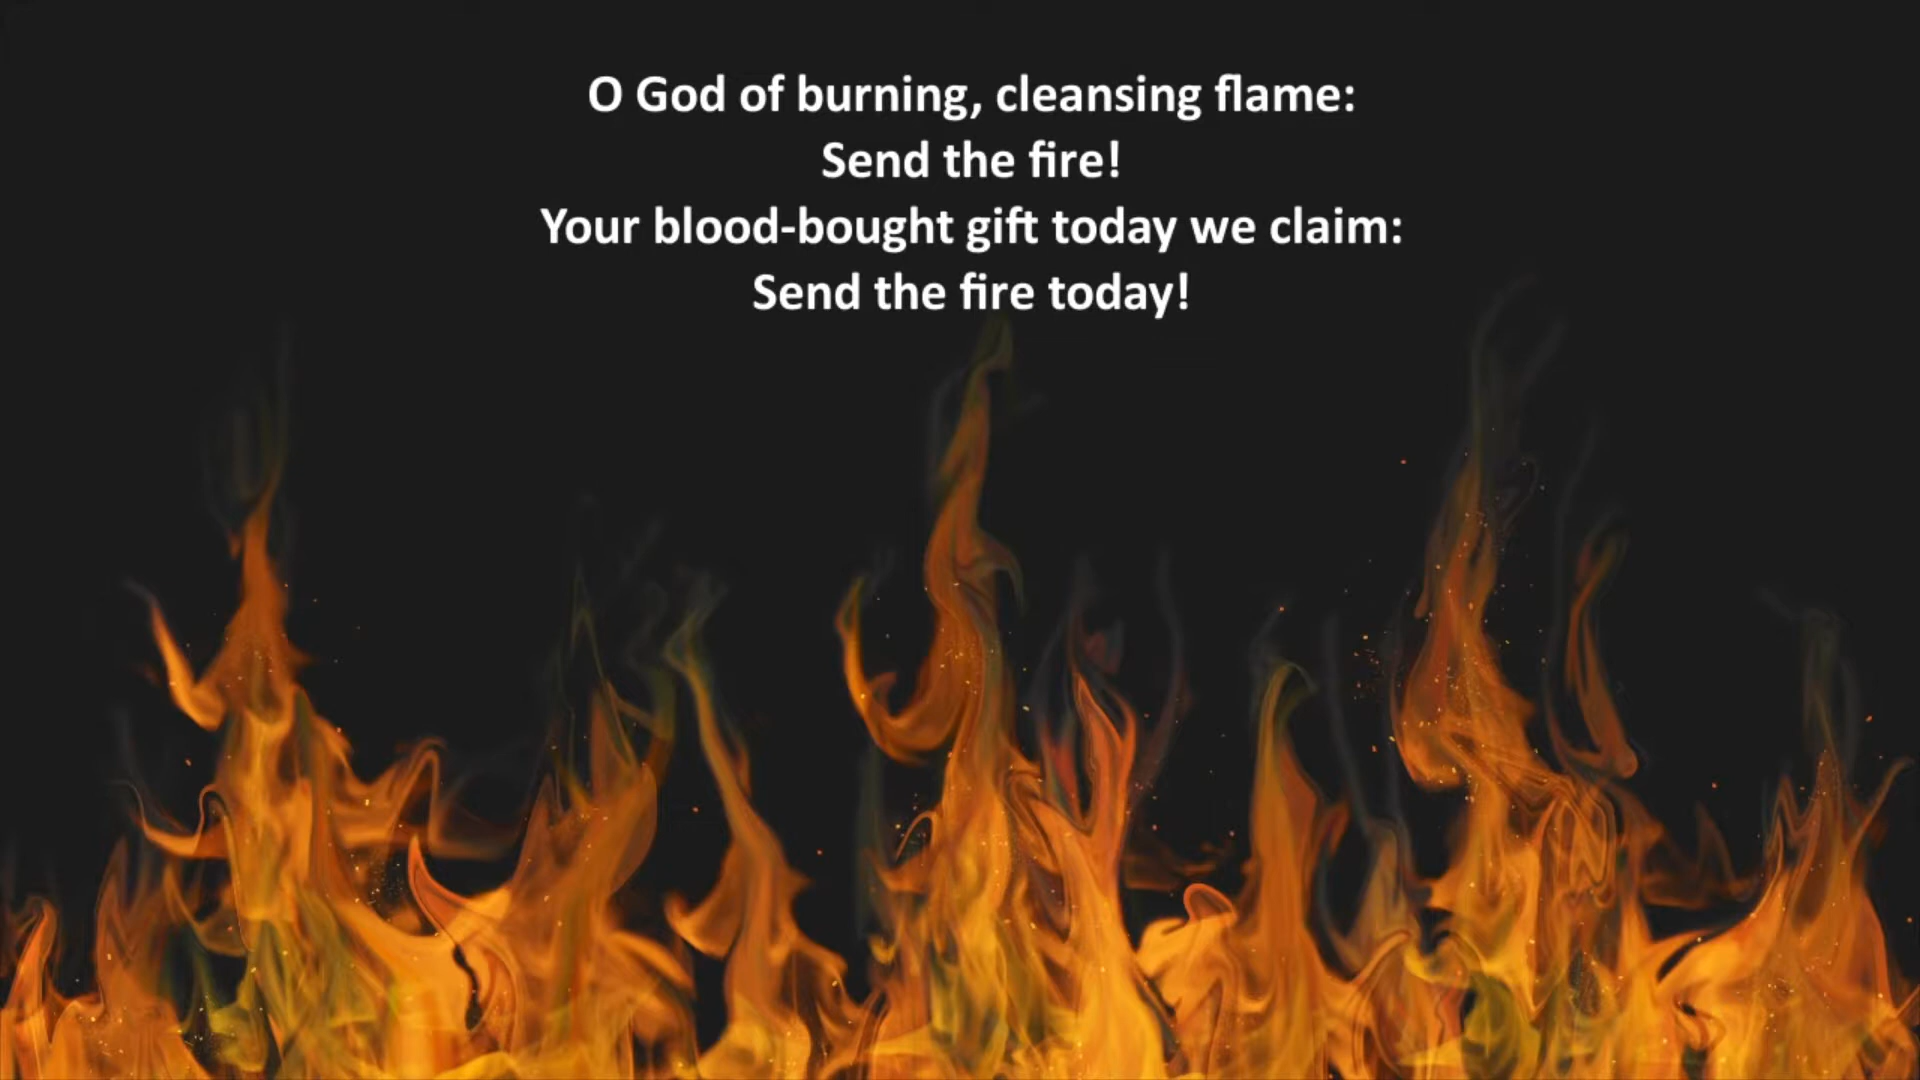 O God of burning, cleansing flame:
Send the fire!
Your blood-bought gift today we claim:
Send the fire today!